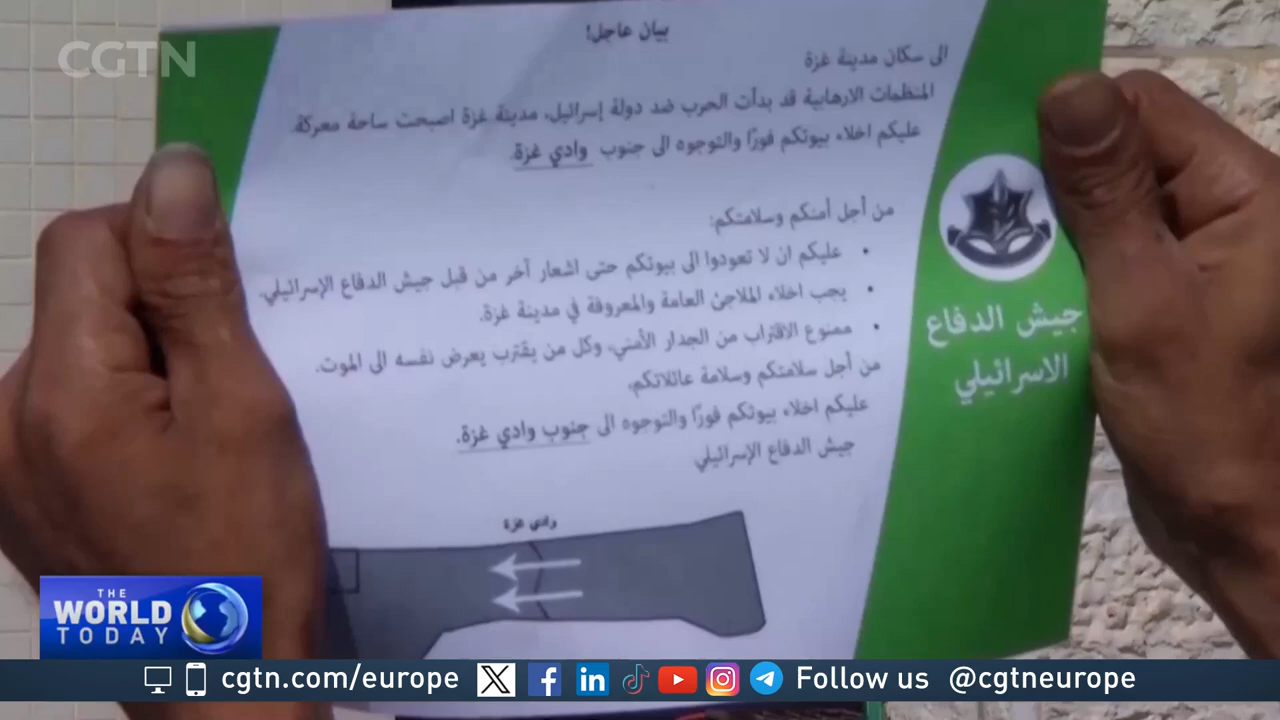 CGTN
بيان عاجل!
الى سكان مدينة غزة
المنظمات الارهابية قد بدأت الحرب ضد دولة إسرائيل، مدينة غزة اصبحت ساحة معركة.
عليكم اخلاء بيوتكم فورًا والتوجوه الى جنوب وادي غزة.
من أجل أمنكم وسلامتكم:
• عليكم ان لا تعودوا الى بيوتكم حتى اشعار آخر من قبل جيش الدفاع الإسرائيلي.
• يجب اخلاء الملاجئ العامة والمعروفة في مدينة غزة.
• ممنوع الاقتراب من الجدار الأمني، وكل من يقترب يعرض نفسه الى الموت.
من أجل سلامتكم وسلامة عائلاتكم،
عليكم اخلاء بيوتكم فورًا والتوجوه الى جنوب وادي غزة.
جيش الدفاع الإسرائيلي
وادي غزة
جيش الدفاع
الاسرائيلي
THE
WORLD
TODAY
cgtn.com/europe Follow us @cgtneurope